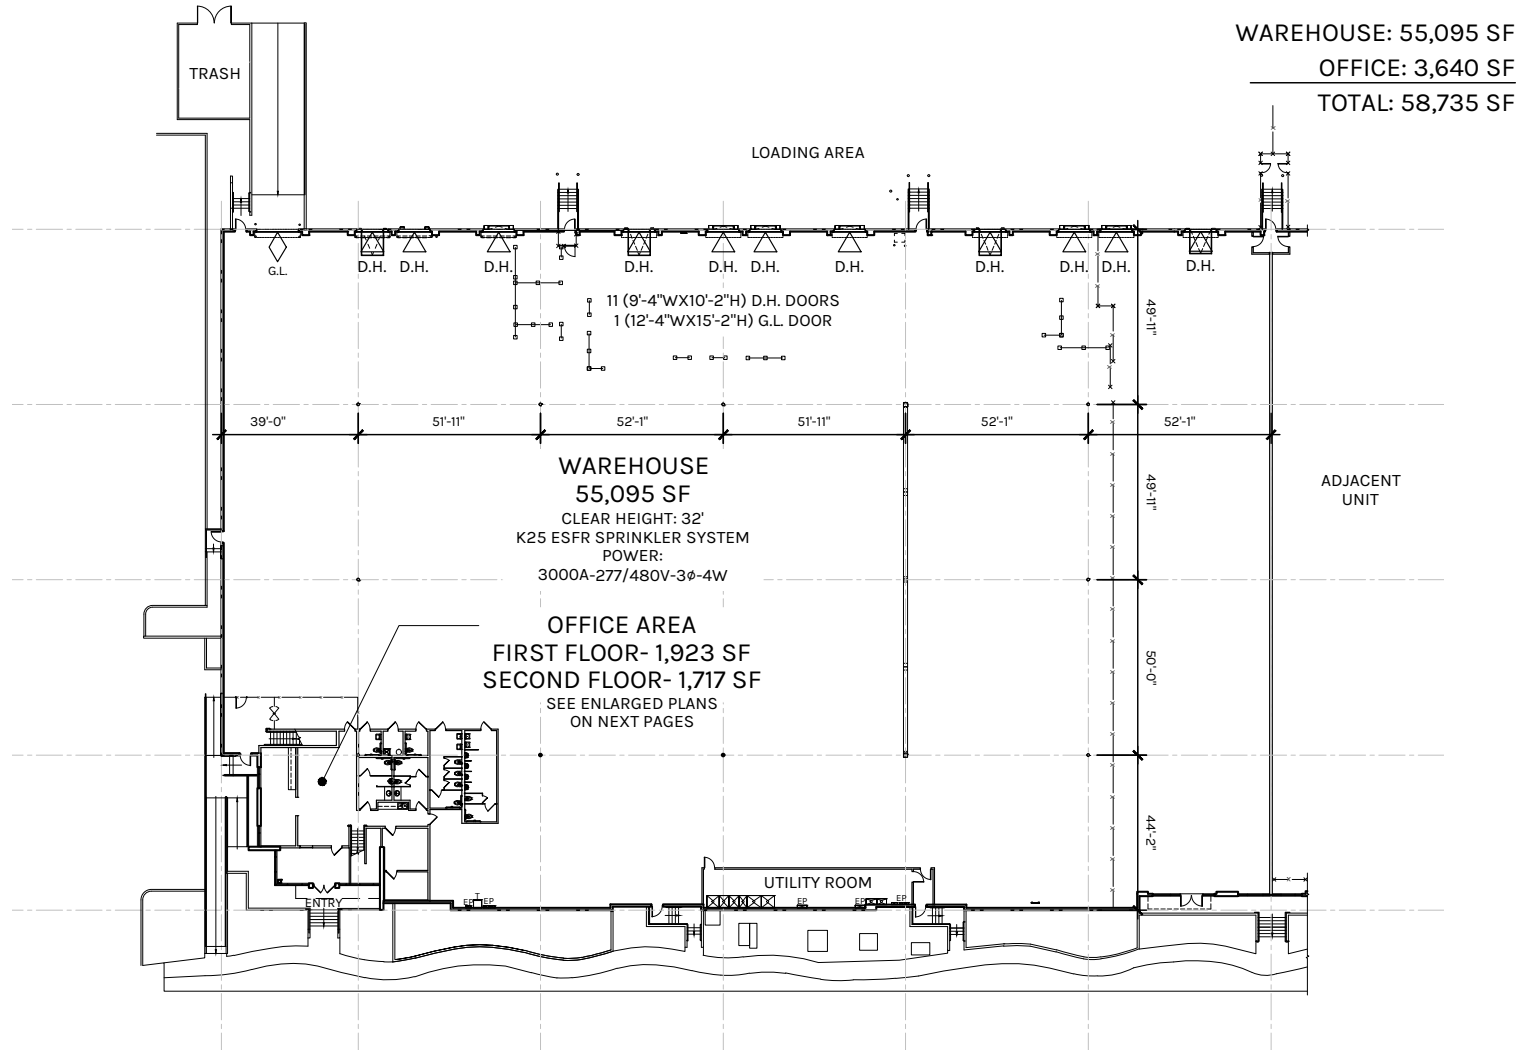 WAREHOUSE: 55,095 SF
OFFICE: 3,640 SF
TOTAL: 58,735 SF
TRASH
LOADING AREA
G.L.
D.H.
D.H.
D.H.
D.H.
D.H.
D.H.
D.H.
D.H.
D.H.
D.H.
D.H.
11 (9'-4"WX10'-2"H) D.H. DOORS
1 (12'-4"WX15'-2"H) G.L. DOOR
49'-11"
39'-0"
51'-11"
52'-1"
51'-11"
52'-1"
52'-1"
WAREHOUSE
55,095 SF
CLEAR HEIGHT: 32'
K25 ESFR SPRINKLER SYSTEM
POWER:
3000A-277/480V-3ø-4W
49'-11"
ADJACENT
UNIT
OFFICE AREA
FIRST FLOOR- 1,923 SF
SECOND FLOOR- 1,717 SF
SEE ENLARGED PLANS
ON NEXT PAGES
50'-0"
44'-2"
UTILITY ROOM
ENTRY
EP
T
EP
EP
EP
EP